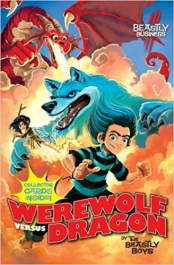 BEASTLY
BUSINESS
COLLECTOR
CARDS
INSIDE!
WEREWOLF
VERSUS
DRAGON
BY THE
BEASTLY
BOYS